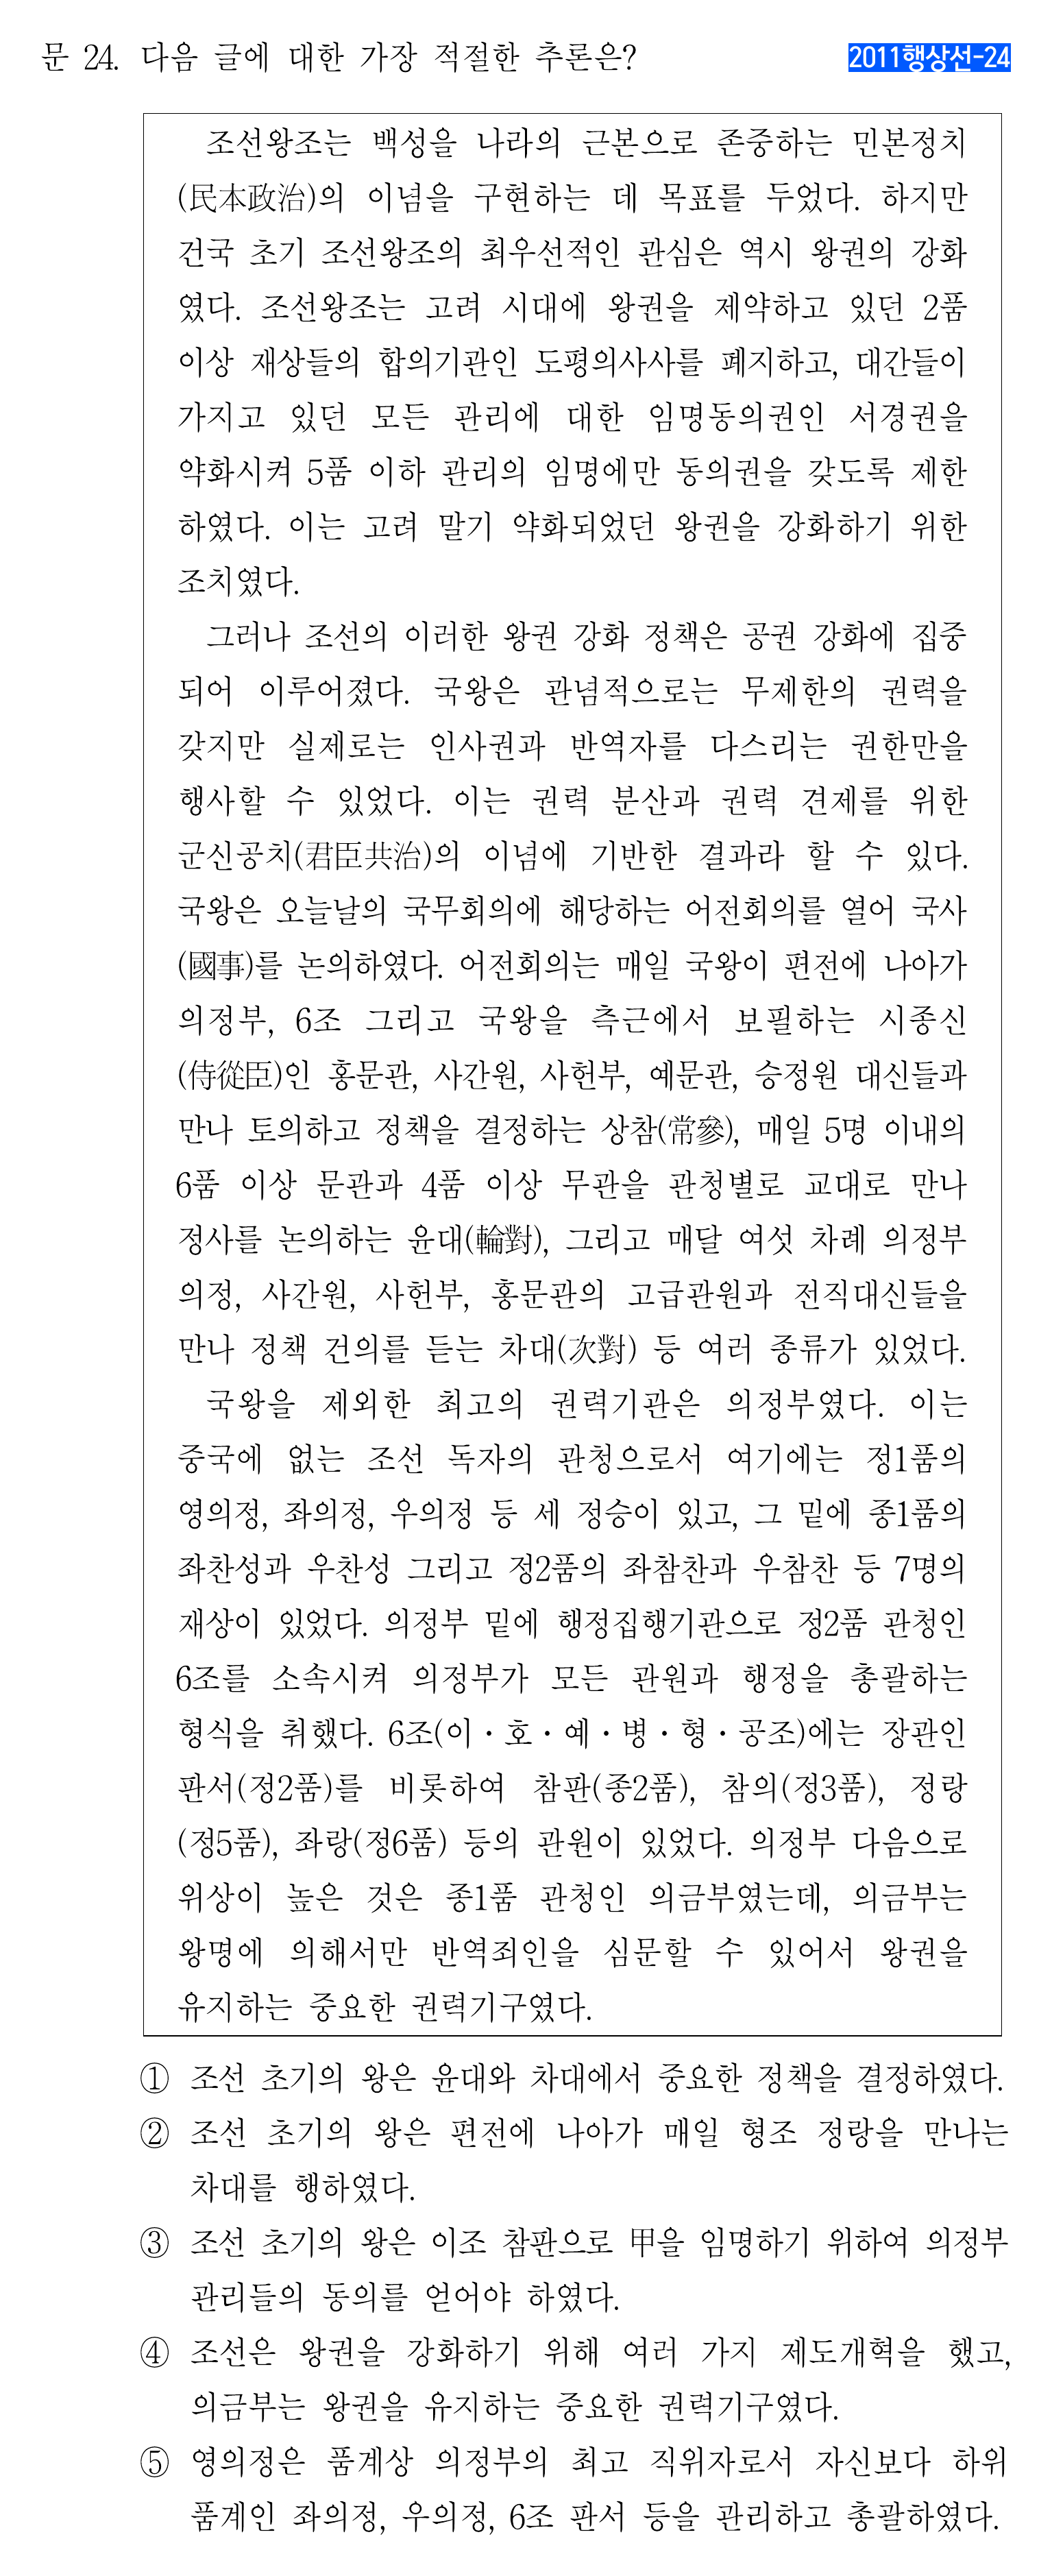 문 24. 다음 글에 대한 가장 적절한 추론은?
2011행상선-24
조선왕조는 백성을 나라의 근본으로 존중하는 민본정치
(民本政治)의 이념을 구현하는 데 목표를 두었다. 하지만
건국 초기 조선왕조의 최우선적인 관심은 역시 왕권의 강화
였다. 조선왕조는 고려 시대에 왕권을 제약하고 있던 2품
이상 재상들의 합의기관인 도평의사사를 폐지하고, 대간들이
가지고 있던 모든 관리에 대한 임명동의권인 서경권을
약화시켜 5품 이하 관리의 임명에만 동의권을 갖도록 제한
하였다. 이는 고려 말기 약화되었던 왕권을 강화하기 위한
조치였다.
그러나 조선의 이러한 왕권 강화 정책은 공권 강화에 집중
되어 이루어졌다. 국왕은 관념적으로는 무제한의 권력을
갖지만 실제로는 인사권과 반역자를 다스리는 권한만을
행사할 수 있었다. 이는 권력 분산과 권력 견제를 위한
군신공치(君臣共治)의 이념에 기반한 결과라 할 수 있다.
국왕은 오늘날의 국무회의에 해당하는 어전회의를 열어 국사
(國事)를 논의하였다. 어전회의는 매일 국왕이 편전에 나아가
의정부, 6조 그리고 국왕을 측근에서 보필하는 시종신
(侍從臣)인 홍문관, 사간원, 사헌부, 예문관, 승정원 대신들과
만나 토의하고 정책을 결정하는 상참(常參), 매일 5명 이내의
6품 이상 문관과 4품 이상 무관을 관청별로 교대로 만나
정사를 논의하는 윤대(輪對), 그리고 매달 여섯 차례 의정부
의정, 사간원, 사헌부, 홍문관의 고급관원과 전직대신들을
만나 정책 건의를 듣는 차대(次對) 등 여러 종류가 있었다.
국왕을 제외한 최고의 권력기관은 의정부였다. 이는
중국에 없는 조선 독자의 관청으로서 여기에는 정1품의
영의정, 좌의정, 우의정 등 세 정승이 있고, 그 밑에 종1품의
좌찬성과 우찬성 그리고 정2품의 좌참찬과 우참찬 등 7명의
재상이 있었다. 의정부 밑에 행정집행기관으로 정2품 관청인
6조를 소속시켜 의정부가 모든 관원과 행정을 총괄하는
형식을 취했다. 6조(이·호·예·병·형·공조)에는 장관인
판서(정2품)를 비롯하여 참판(종2품), 참의(정3품), 정랑
(정5품), 좌랑(정6품) 등의 관원이 있었다. 의정부 다음으로
위상이 높은 것은 종1품 관청인 의금부였는데, 의금부는
왕명에 의해서만 반역죄인을 심문할 수 있어서 왕권을
유지하는 중요한 권력기구였다.
① 조선 초기의 왕은 윤대와 차대에서 중요한 정책을 결정하였다.
② 조선 초기의 왕은 편전에 나아가 매일 형조 정랑을 만나는
차대를 행하였다.
③ 조선 초기의 왕은 이조 참판으로 甲을 임명하기 위하여 의정부
관리들의 동의를 얻어야 하였다.
④ 조선은 왕권을 강화하기 위해 여러 가지 제도개혁을 했고,
의금부는 왕권을 유지하는 중요한 권력기구였다.
⑤ 영의정은 품계상 의정부의 최고 직위자로서 자신보다 하위
품계인 좌의정, 우의정, 6조 판서 등을 관리하고 총괄하였다.